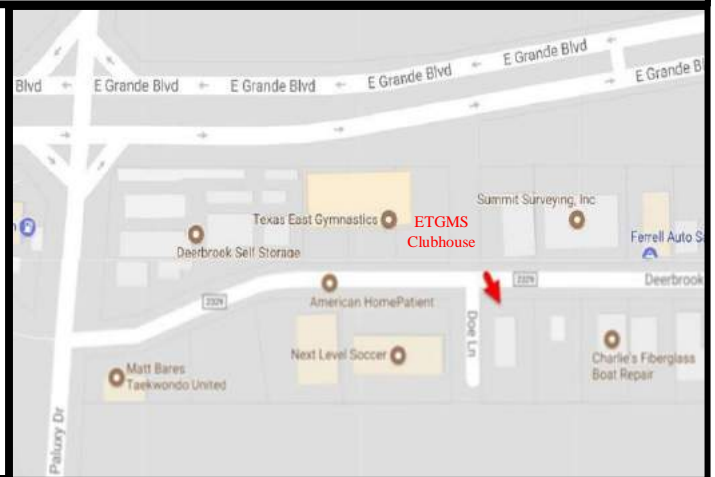 E Grande Blvd
E Grande B
Blvd
E Grande Blvd
E Grande Blvd
E Grande Blvd
Summit Surveying, Inc
Texas East Gymnastics
ETGMS
Clubhouse
Deerbrook Self Storage
Ferrell Auto S
2329
2329
Deerbrook
American HomePatient
Doe Ln
Next Level Soccer
Charlie's Fiberglass
Boat Repair
Matt Bares
Taekwondo United
Paluxy Dr